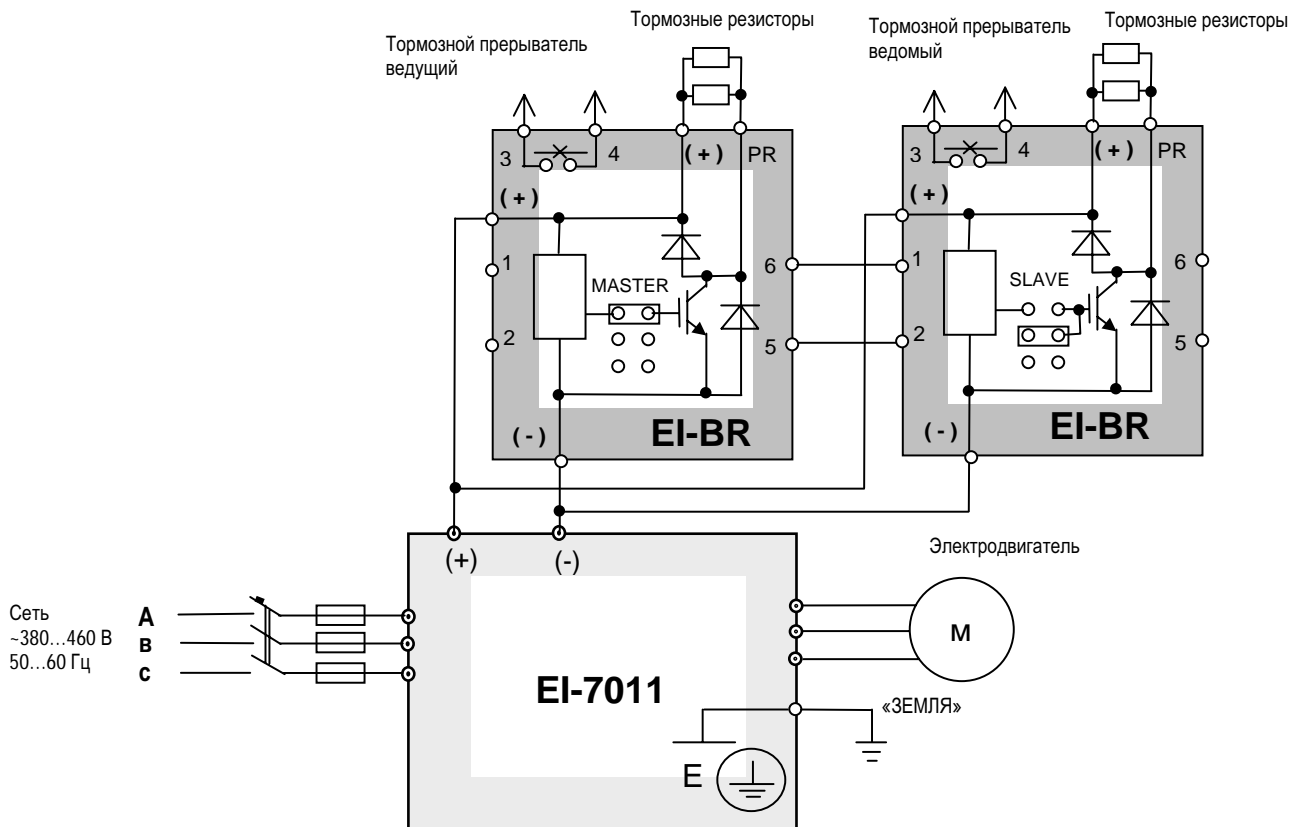 Тормозной прерыватель
ведущий
Тормозные резисторы
Тормозной прерыватель
ведомый
Тормозные резисторы
3
4
(+)
PR
(+)
1
2
MASTER
6
5
(-)
EI-BR
3
4
(+)
PR
(+)
1
2
SLAVE
6
5
(-)
EI-BR
(+)
(-)
Электродвигатель
Сеть
~380...460 В
50...60 Гц
A
B
C
M
EI-7011
«ЗЕМЛЯ»
E